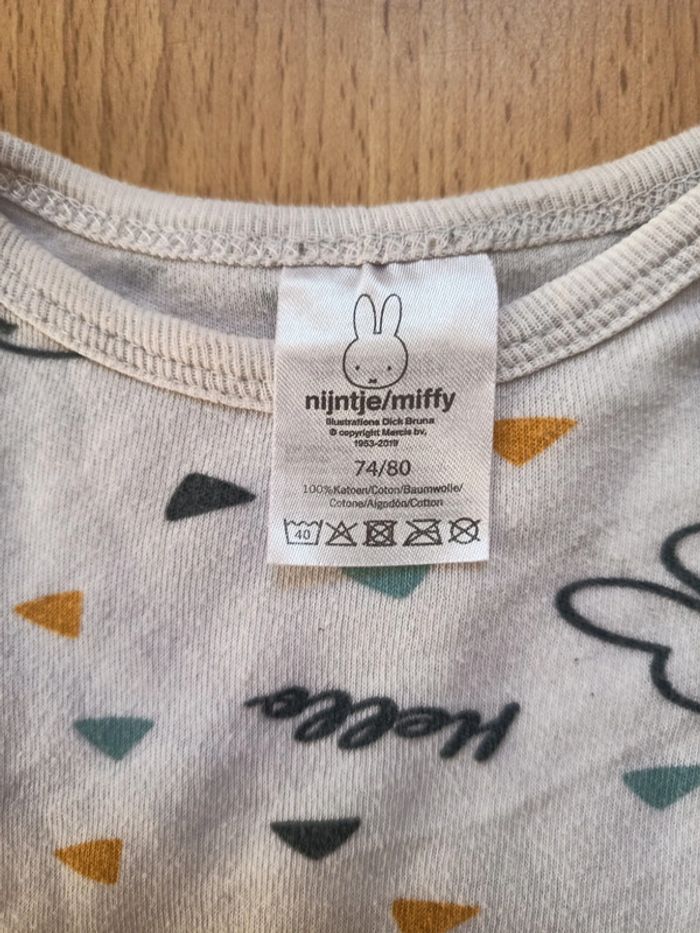 nijntje/miffy
Illustrations Dick Bruna
© copyright Mercis bv,
1953-2019
74/80
100%Katoen/Coton/Baumwolle/
Cotone/Algodón/Cotton
40
Hello